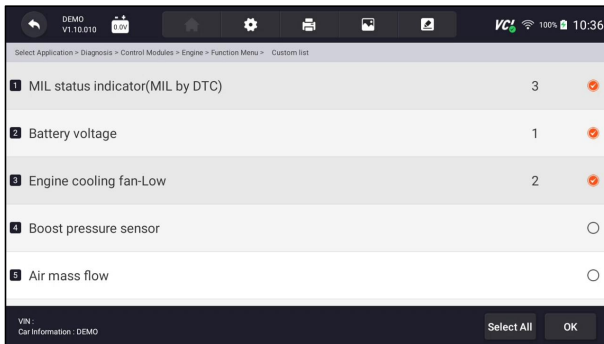 DEMO
V1.10.010
0.0V
VCI 100% 10:36
Select Application > Diagnosis > Control Modules > Engine > Function Menu > Custom list
1 MIL status indicator(MIL by DTC) 3
2 Battery voltage 1
3 Engine cooling fan-Low 2
4 Boost pressure sensor
5 Air mass flow
VIN :
Car Information : DEMO
Select All OK